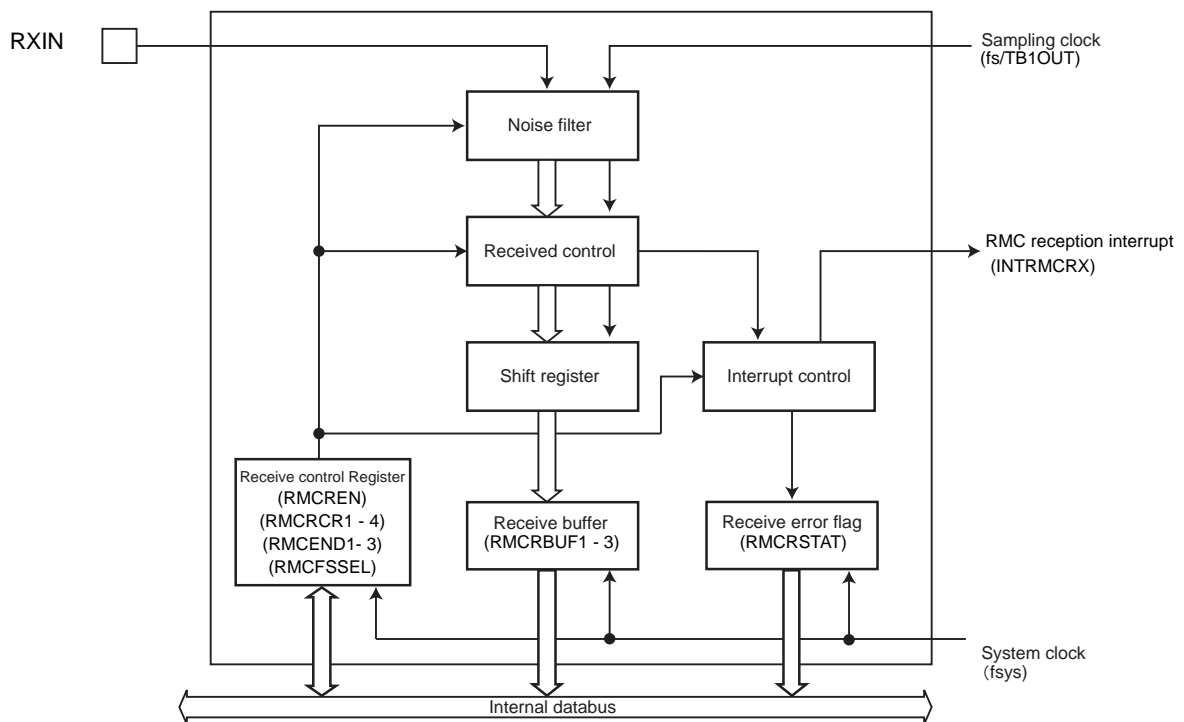 RXIN
Sampling clock
(fs/TB1OUT)
Noise filter
Received control
RMC reception interrupt
(INTRMCRX)
Shift register
Interrupt control
Receive control Register
(RMCREN)
(RMCRCR1 - 4)
(RMCEND1- 3)
(RMCFSSEL)
Receive buffer
(RMCRBUF1 - 3)
Receive error flag
(RMCRSTAT)
System clock
(fsys)
Internal databus